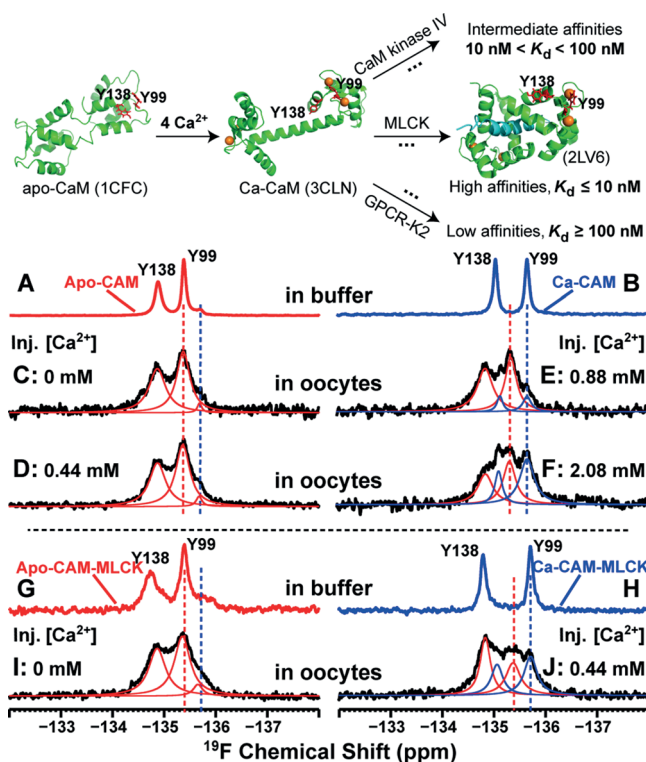 CaM kinase IV
Intermediate affinities
10 nM < Kd < 100 nM
...
Y138
Y99
4 Ca²⁺
Y138
Y99
MLCK
...
Y138
Y99
(2LV6)
apo-CaM (1CFC)
Ca-CaM (3CLN)
High affinities, Kd ≤ 10 nM
...
GPCR-K2
Low affinities, Kd ≥ 100 nM
A
Apo-CAM
Y138
Y99
in buffer
Y138
Y99
B
Ca-CAM
Inj. [Ca²⁺]
C: 0 mM
in oocytes
Inj. [Ca²⁺]
E: 0.88 mM
D: 0.44 mM
in oocytes
F: 2.08 mM
Apo-CAM-MLCK
G
Y138
Y99
in buffer
Y138
Y99
Ca-CAM-MLCK
H
Inj. [Ca²⁺]
I: 0 mM
in oocytes
Inj. [Ca²⁺]
J: 0.44 mM
−133 −134 −135 −136 −137
−133 −134 −135 −136 −137
¹⁹F Chemical Shift (ppm)